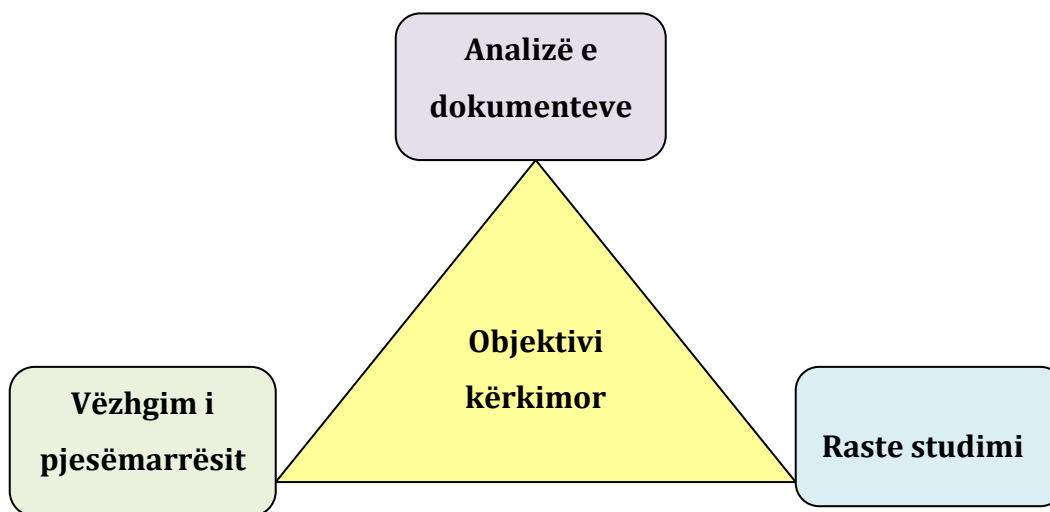 Analizë e
dokumenteve
Objektivi
kërkimor
Vëzhgim i
pjesëmarrësit
Raste studimi